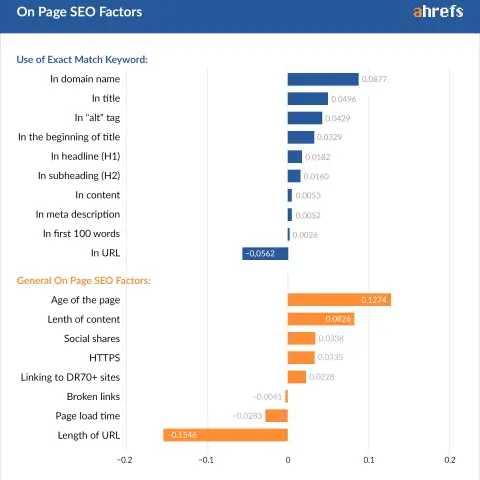 On Page SEO Factors
ahrefs
Use of Exact Match Keyword:
In domain name 0.0877
In title 0.0496
In "alt" tag 0.0429
In the beginning of title 0.0329
In headline (H1) 0.0182
In subheading (H2) 0.0160
In content 0.0053
In meta description 0.0052
In first 100 words 0.0026
In URL −0,0562
General On Page SEO Factors:
Age of the page 0.1274
Lenth of content 0.0826
Social shares 0.0338
HTTPS 0.0335
Linking to DR70+ sites 0.0228
Broken links −0.0041
Page load time −0.0283
Length of URL −0,1546
−0.2 −0.1 0 0.1 0.2